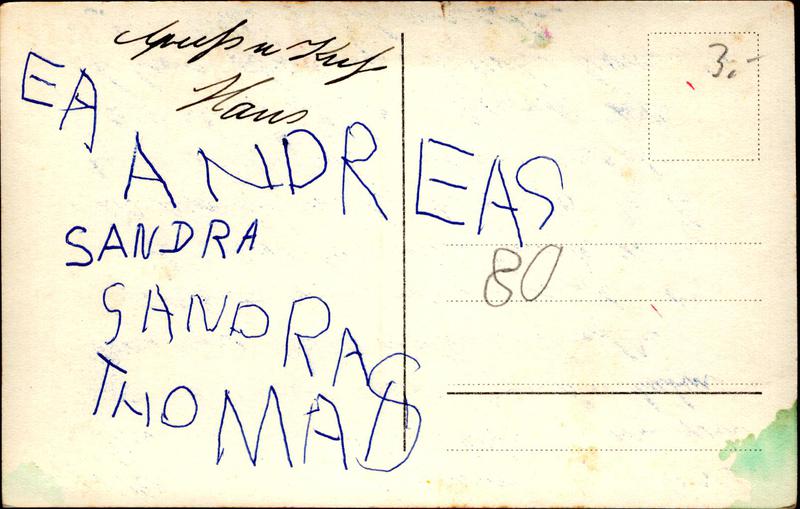 Gruß u Kuß
Hans
3.-
EA
ANDREAS
SANDRA
80
SANDRAS
THOMAS